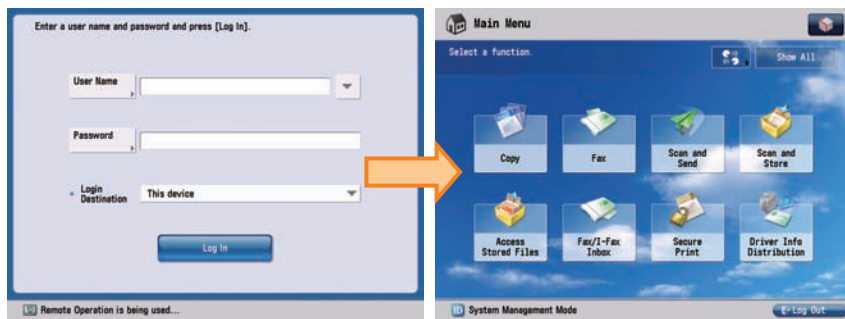 Enter a user name and password and press [Log In].
User Name
Password
Login
Destination
This device
Log In
Remote Operation is being used...
Main Menu
Select a function.
Show All
Copy
Fax
Scan and
Send
Scan and
Store
Access
Stored Files
Fax/I-Fax
Inbox
Secure
Print
Driver Info
Distribution
ID System Management Mode
Log Out